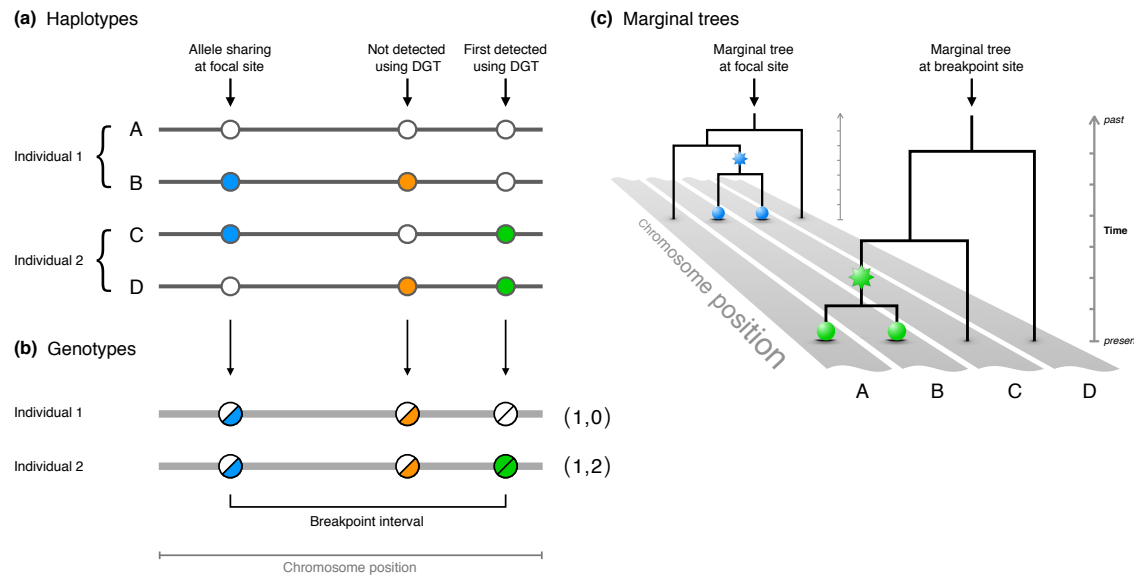 (a) Haplotypes
Allele sharing
at focal site
Not detected
using DGT
First detected
using DGT
Individual 1
A
B
Individual 2
C
D
(b) Genotypes
Individual 1
(1,0)
Individual 2
(1,2)
Breakpoint interval
Chromosome position
(c) Marginal trees
Marginal tree
at focal site
Marginal tree
at breakpoint site
past
Time
present
Chromosome position
A B C D